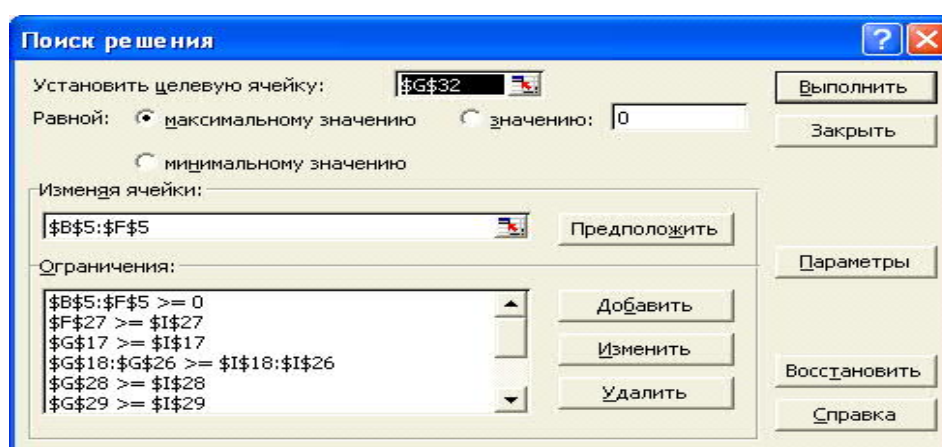 Поиск решения
Установить целевую ячейку: $G$32
Выполнить
Равной: максимальному значению значению: 0
Закрыть
минимальному значению
Изменяя ячейки:
$B$5:$F$5
Предположить
Ограничения:
Параметры
$B$5:$F$5 >= 0
$F$27 >= $I$27
$G$17 >= $I$17
$G$18:$G$26 >= $I$18:$I$26
$G$28 >= $I$28
$G$29 >= $I$29
Добавить
Изменить
Удалить
Восстановить
Справка